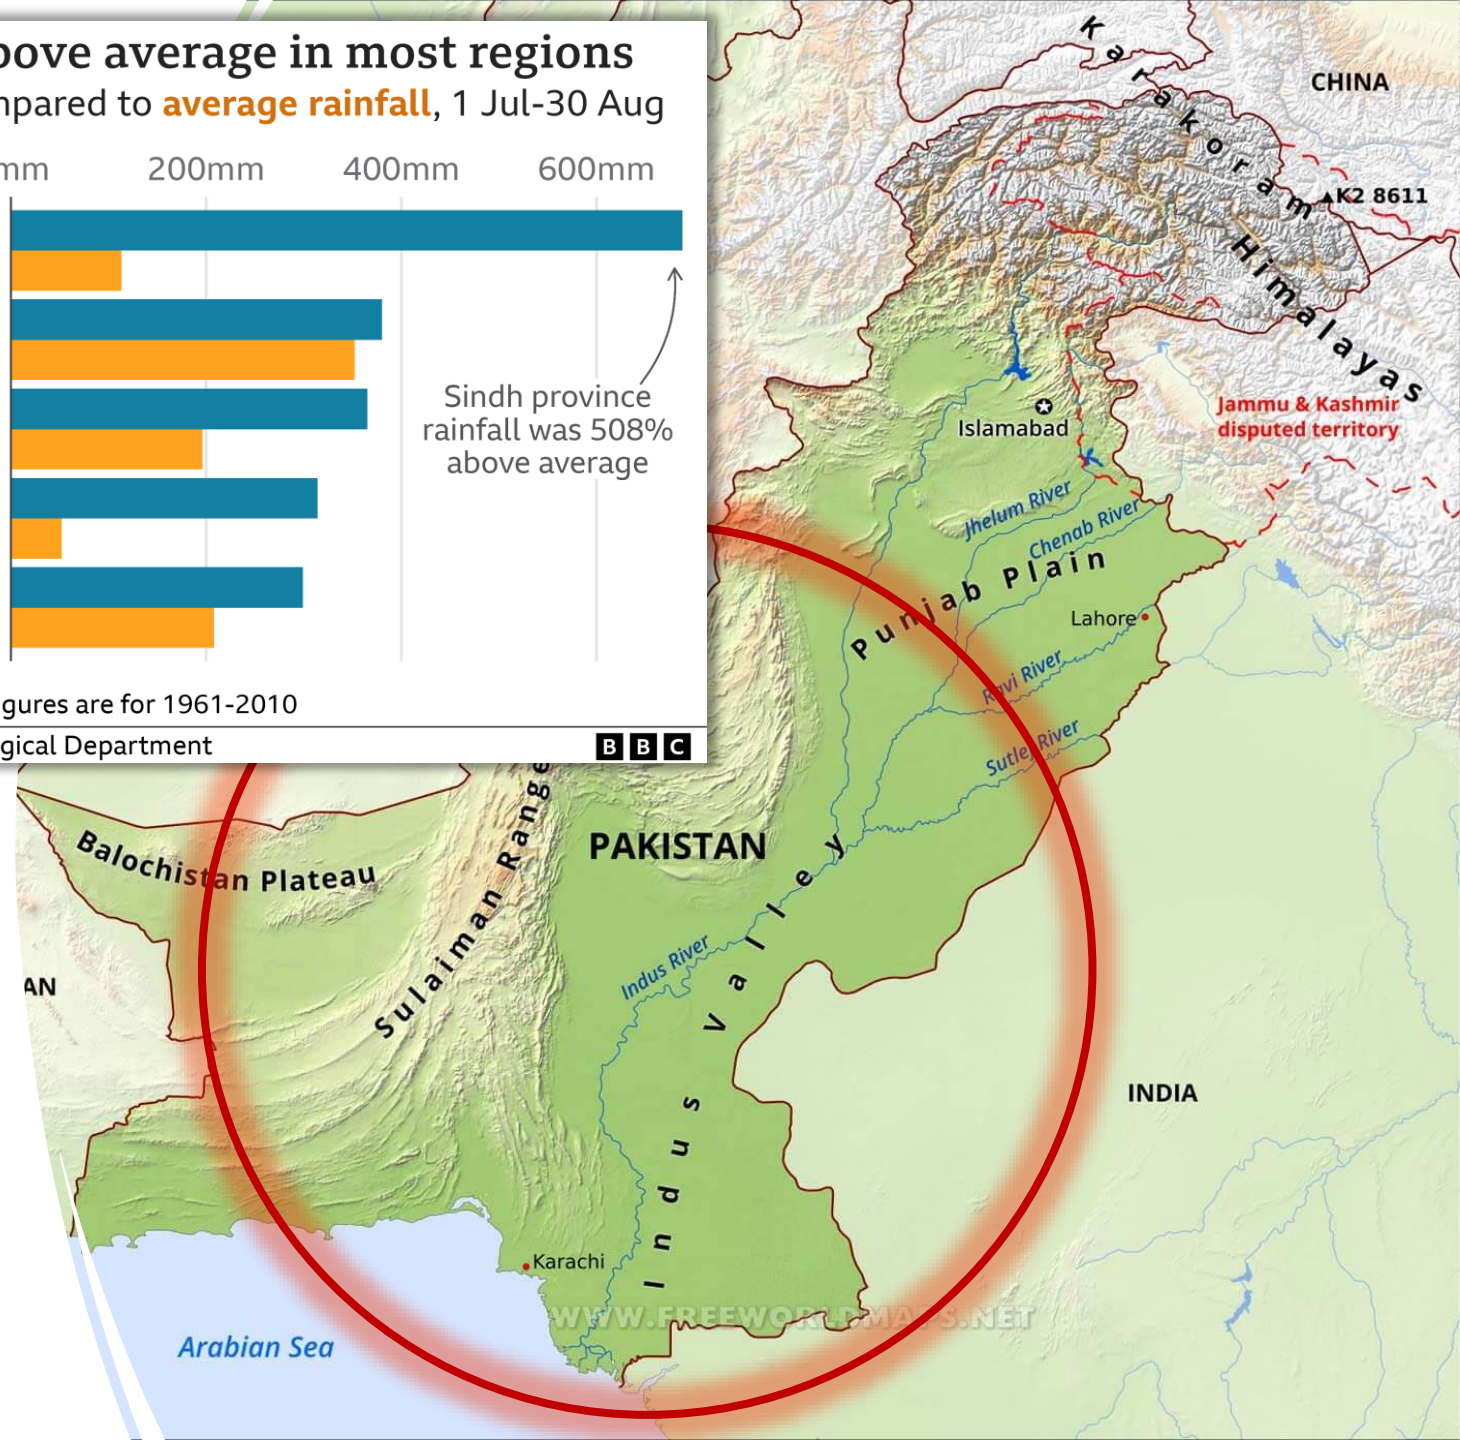 bove average in most regions
mpared to average rainfall, 1 Jul-30 Aug
mm 200mm 400mm 600mm
Sindh province
rainfall was 508%
above average
gures are for 1961-2010
gical Department
BBC
Karakoram
CHINA
K2 8611
Himalayas
Jammu & Kashmir
disputed territory
Islamabad
Jhelum River
Chenab River
Punjab Plain
Lahore
Ravi River
Sutlej River
PAKISTAN
Balochistan Plateau
Sulaiman Range
Indus River
Indus Valley
AN
INDIA
Karachi
WWW.FREEWORLDMAPS.NET
Arabian Sea